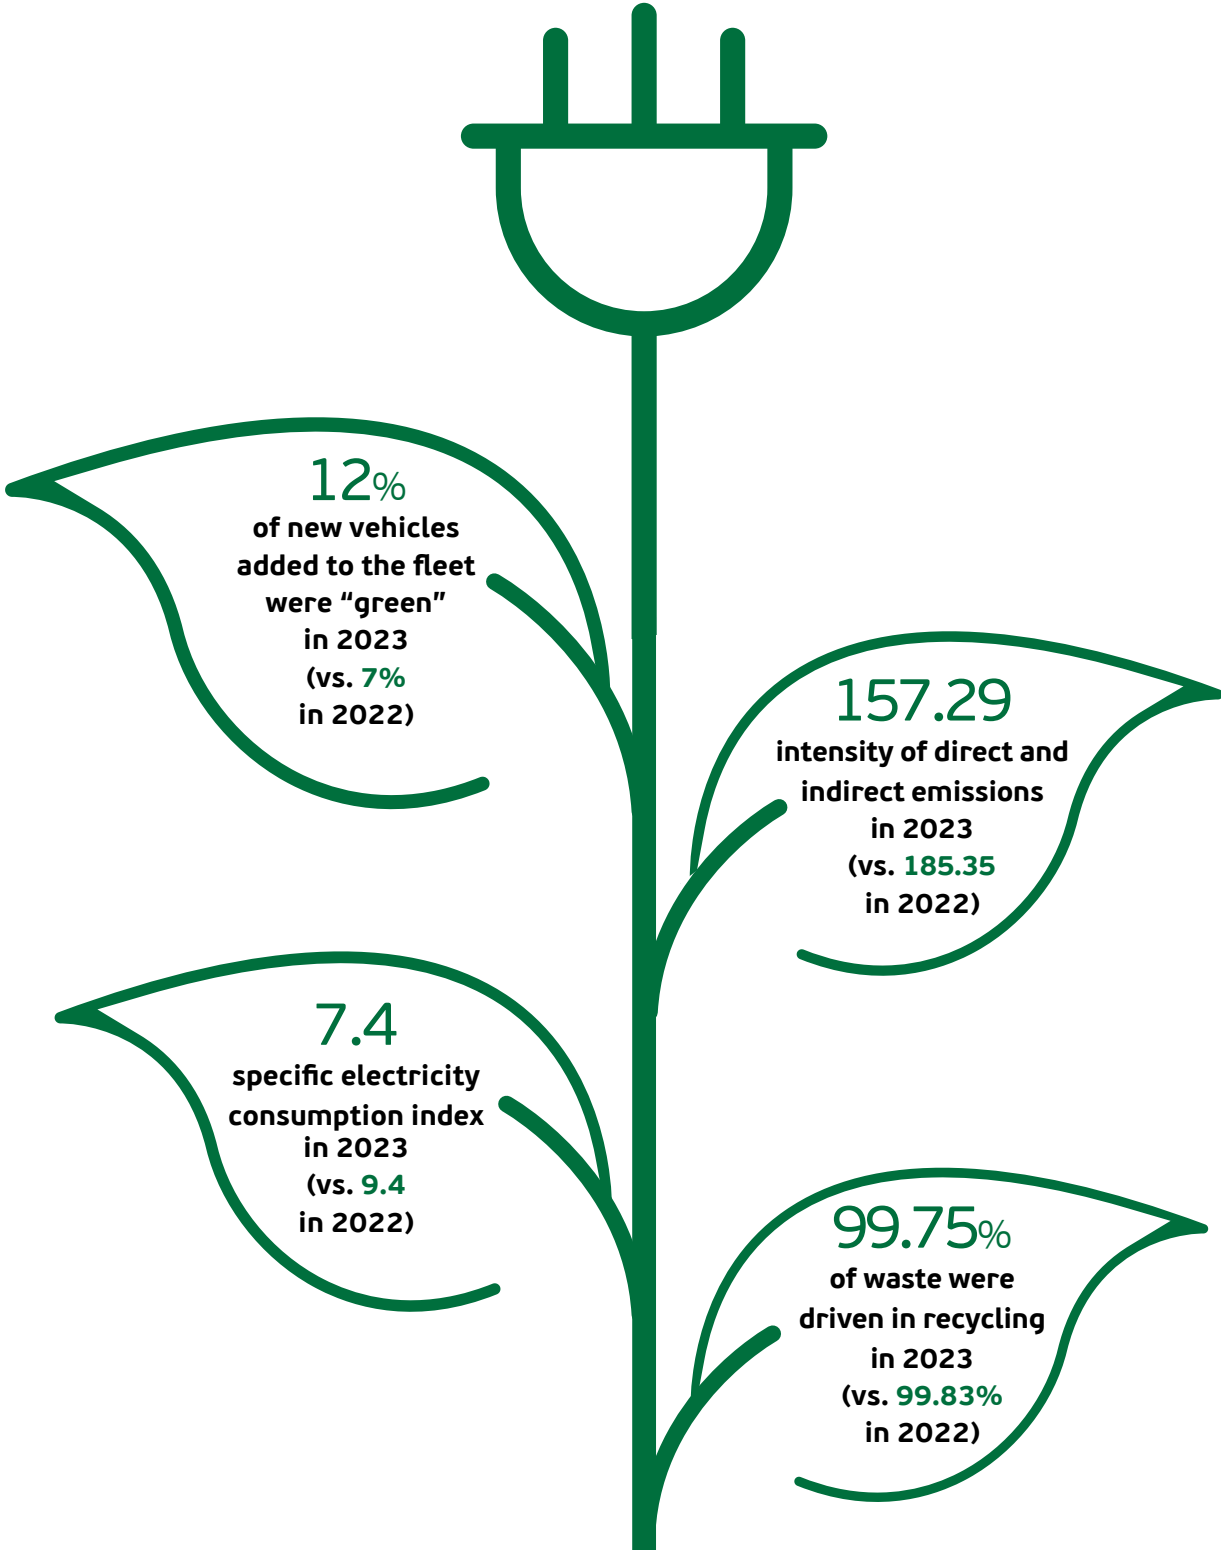 12%
of new vehicles
added to the fleet
were “green”
in 2023
(vs. 7%
in 2022)
157.29
intensity of direct and
indirect emissions
in 2023
(vs. 185.35
in 2022)
7.4
specific electricity
consumption index
in 2023
(vs. 9.4
in 2022)
99.75%
of waste were
driven in recycling
in 2023
(vs. 99.83%
in 2022)